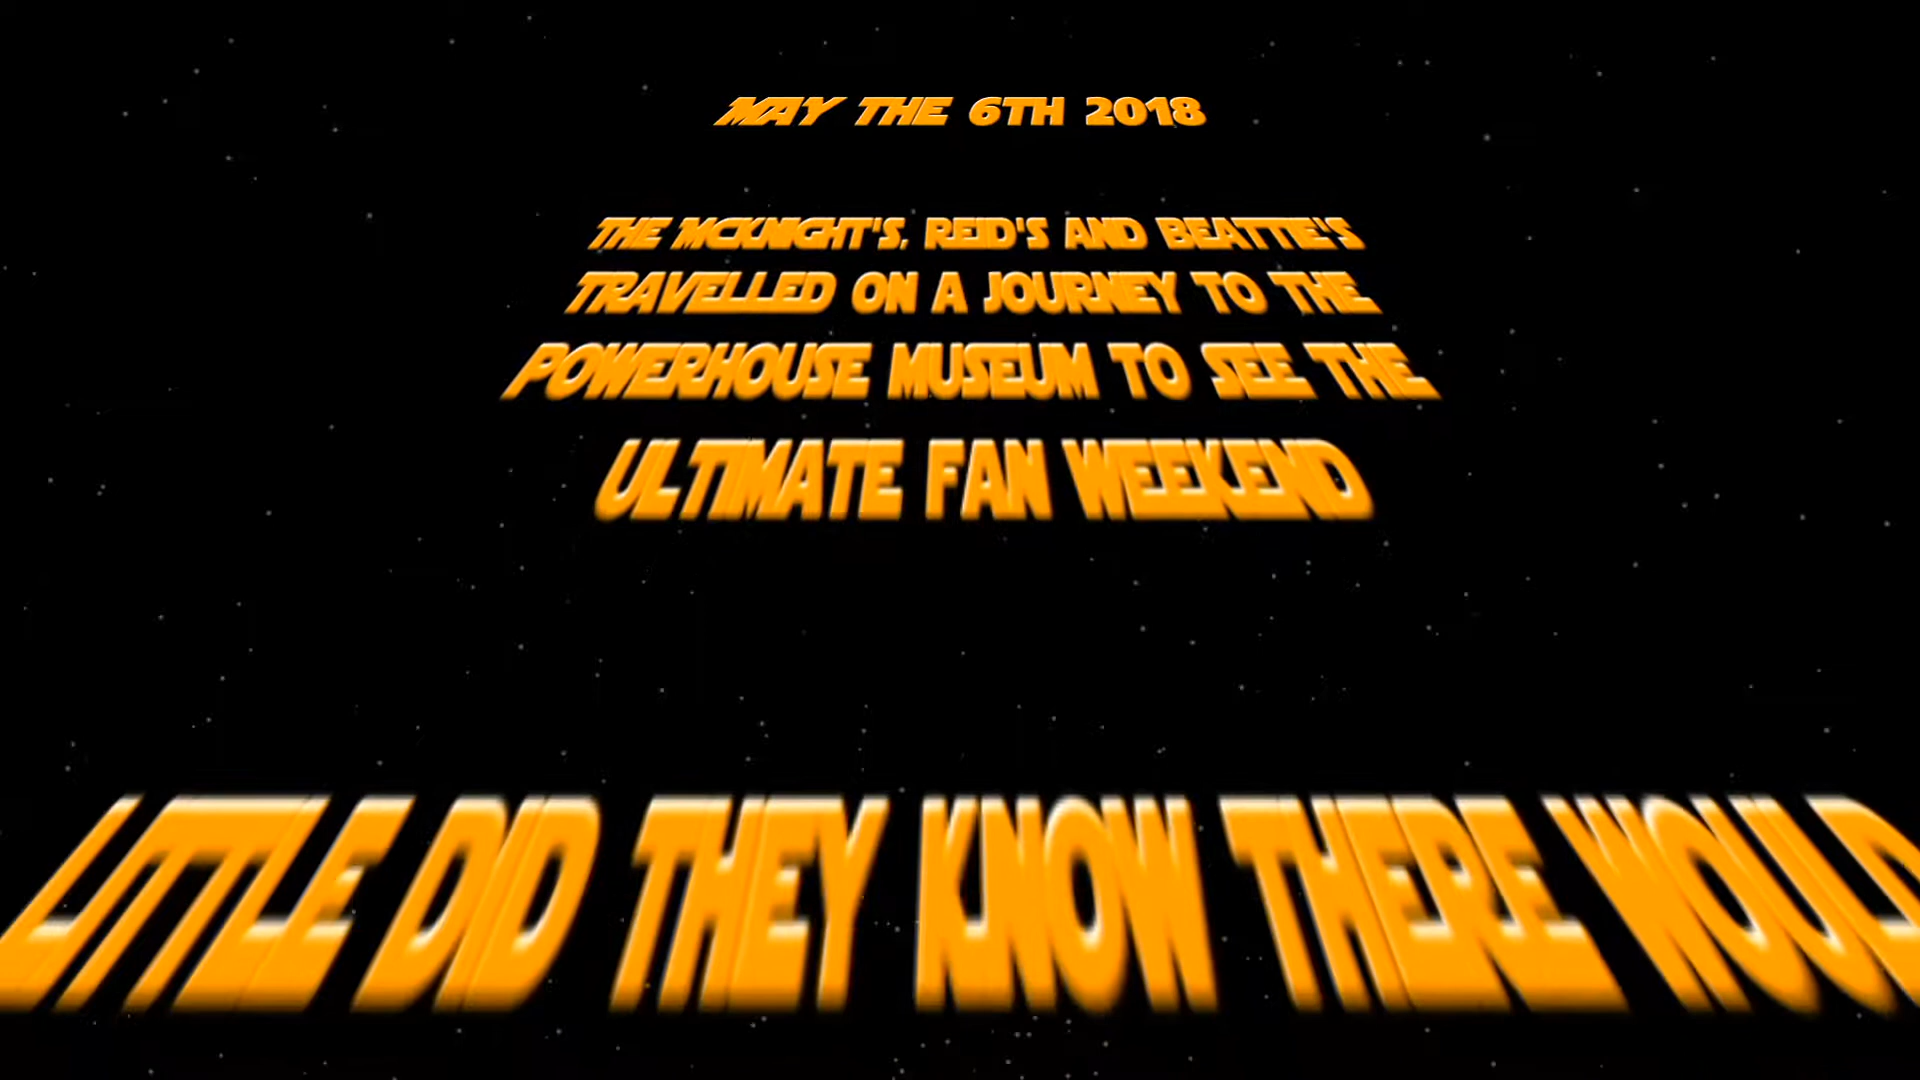 MAY THE 6TH 2018
THE MCKNIGHT'S, REID'S AND BEATTIE'S
TRAVELLED ON A JOURNEY TO THE
POWERHOUSE MUSEUM TO SEE THE
ULTIMATE FAN WEEKEND
LITTLE DID THEY KNOW THERE WOULD